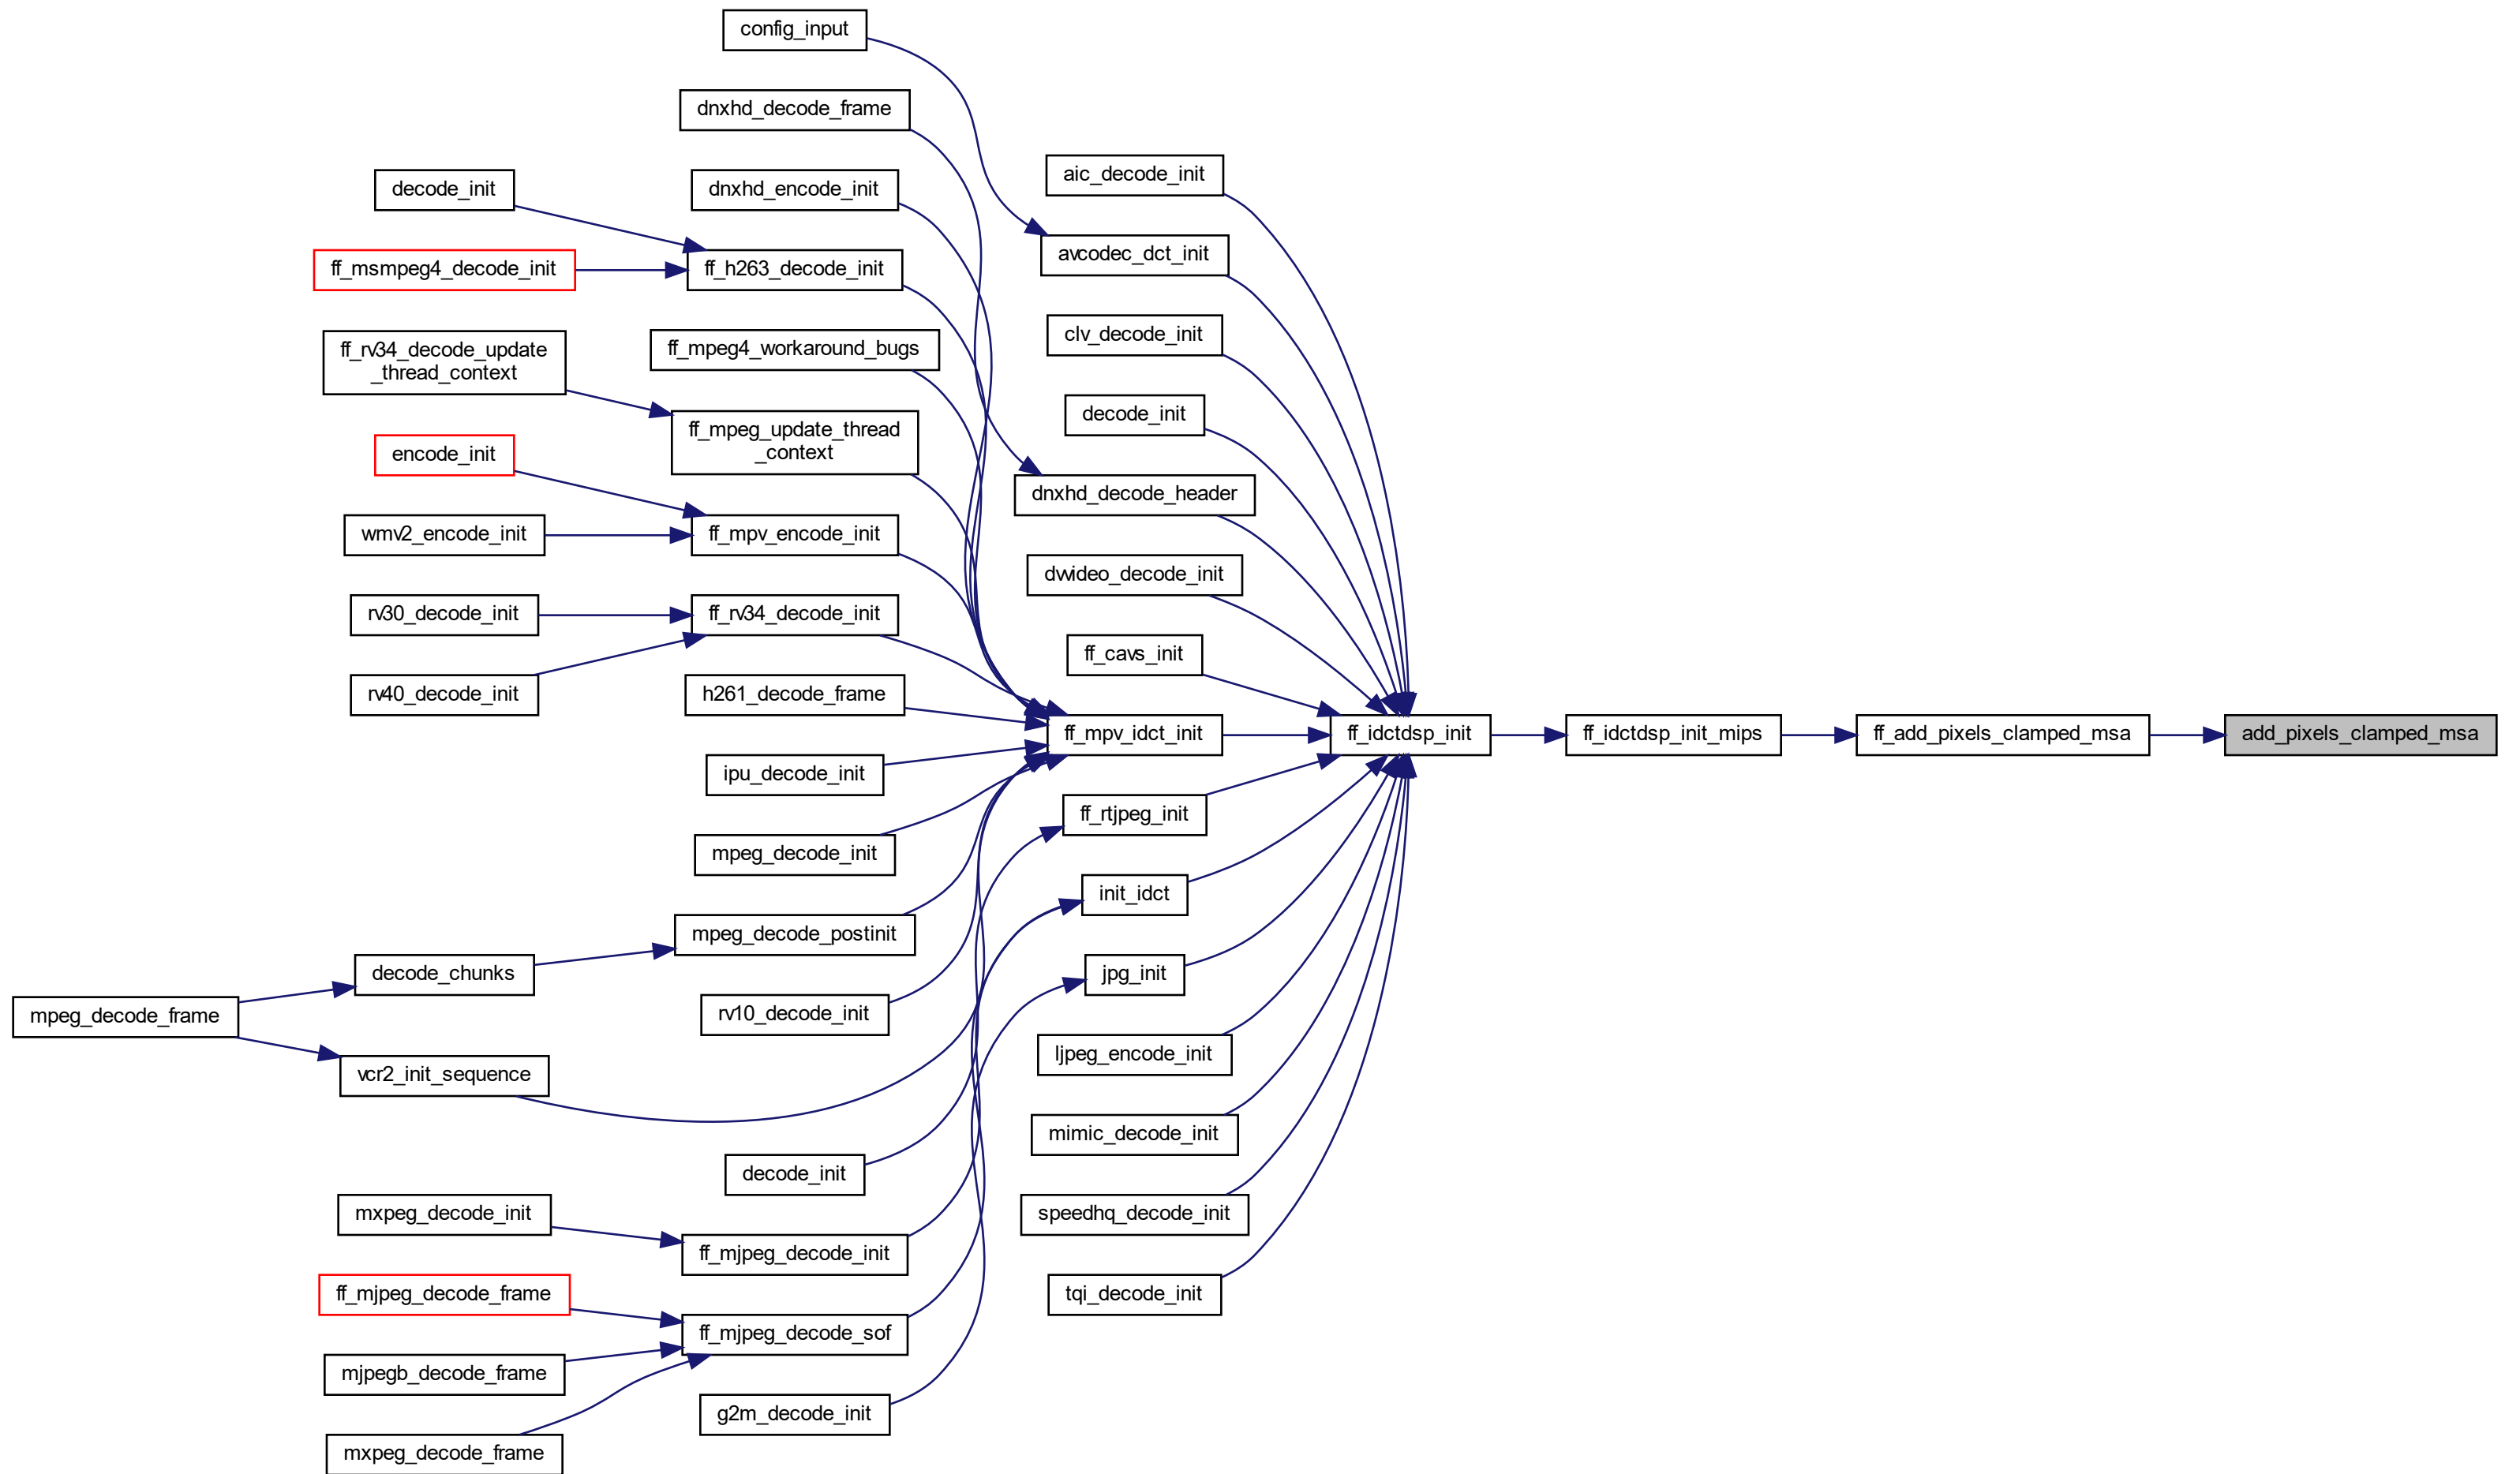 config_input
dnxhd_decode_frame
aic_decode_init
decode_init
dnxhd_encode_init
avcodec_dct_init
ff_msmpeg4_decode_init
ff_h263_decode_init
clv_decode_init
ff_rv34_decode_update
_thread_context
ff_mpeg4_workaround_bugs
decode_init
encode_init
ff_mpeg_update_thread
_context
dnxhd_decode_header
wmv2_encode_init
ff_mpv_encode_init
dwideo_decode_init
rv30_decode_init
ff_rv34_decode_init
ff_cavs_init
rv40_decode_init
h261_decode_frame
ff_mpv_idct_init
ff_idctdsp_init
ff_idctdsp_init_mips
ff_add_pixels_clamped_msa
add_pixels_clamped_msa
ipu_decode_init
ff_rtjpeg_init
mpeg_decode_init
init_idct
mpeg_decode_postinit
decode_chunks
jpg_init
mpeg_decode_frame
rv10_decode_init
ljpeg_encode_init
vcr2_init_sequence
mimic_decode_init
decode_init
mxpeg_decode_init
speedhq_decode_init
ff_mjpeg_decode_init
ff_mjpeg_decode_frame
tqi_decode_init
ff_mjpeg_decode_sof
mjpegb_decode_frame
g2m_decode_init
mxpeg_decode_frame